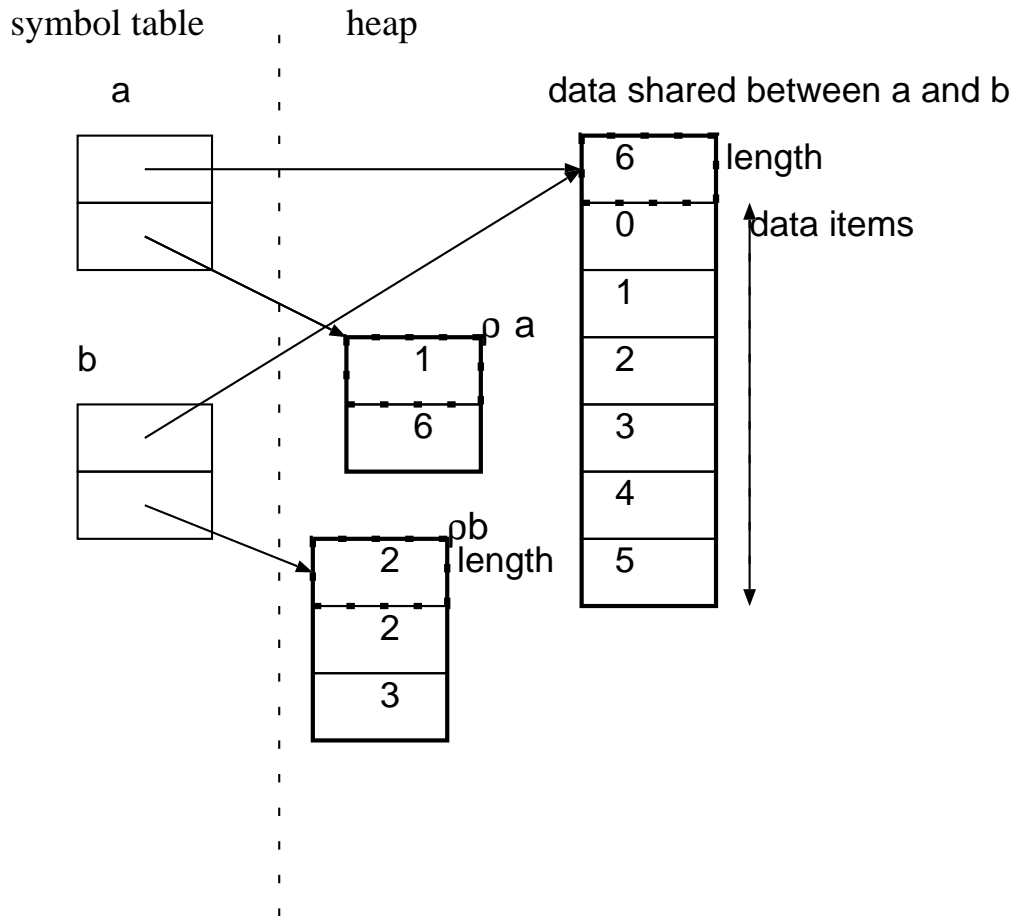 symbol table heap
a
data shared between a and b
6 length
0 data items
1
ρ a
b
1
2
6
3
4
ρb
2 length
5
2
3